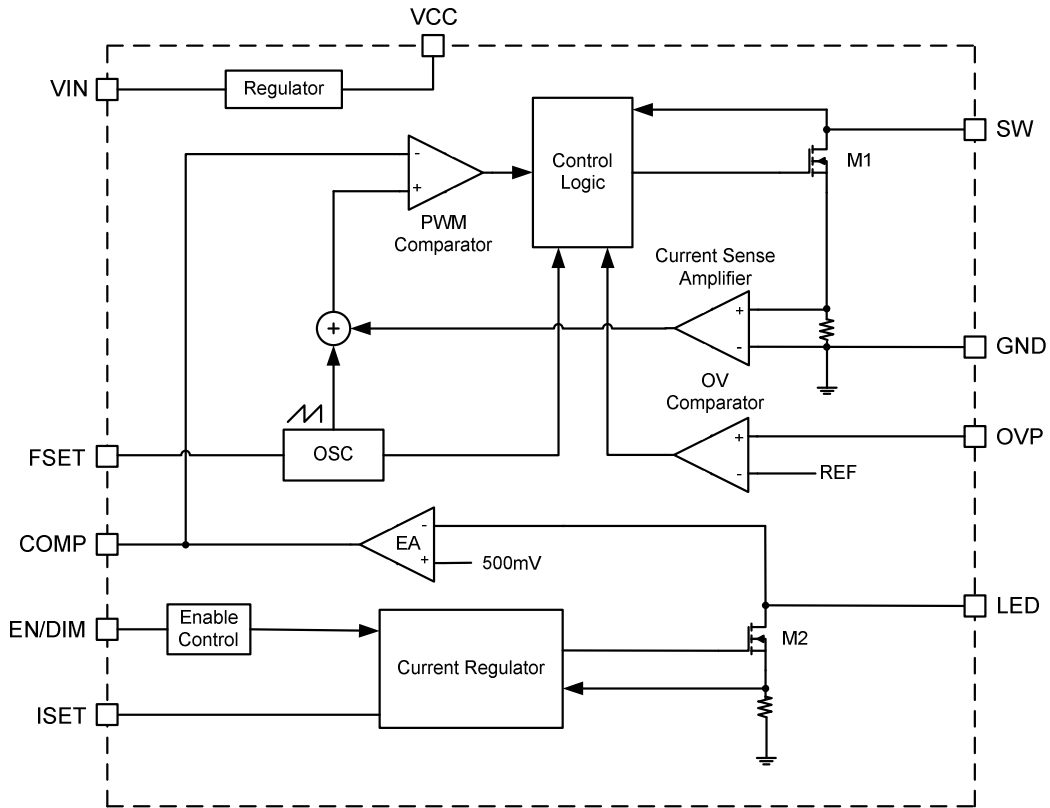 VCC
VIN
Regulator
SW
Control
Logic
M1
-
+
PWM
Comparator
Current Sense
Amplifier
+
-
+
GND
OV
Comparator
FSET
OSC
+
-
REF
OVP
COMP
EA
-
+
500mV
EN/DIM
Enable
Control
LED
M2
Current Regulator
ISET